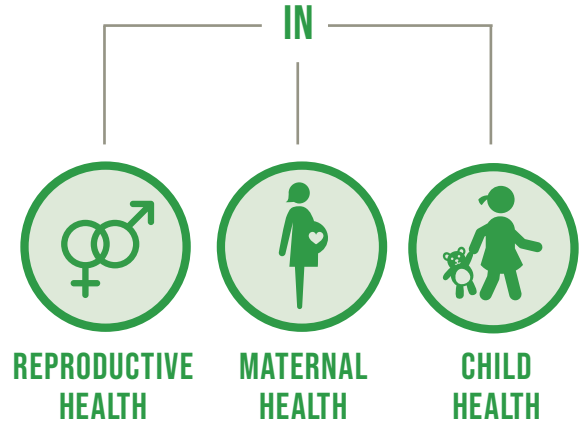 IN
REPRODUCTIVE
HEALTH
MATERNAL
HEALTH
CHILD
HEALTH